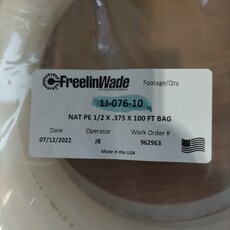 FreelinWade
Footage/Qty
1J-076-10
NAT PE 1/2 X .375 X 100 FT BAG
Date Operator Work Order #
07/12/2022 JB 962963
Made in the USA